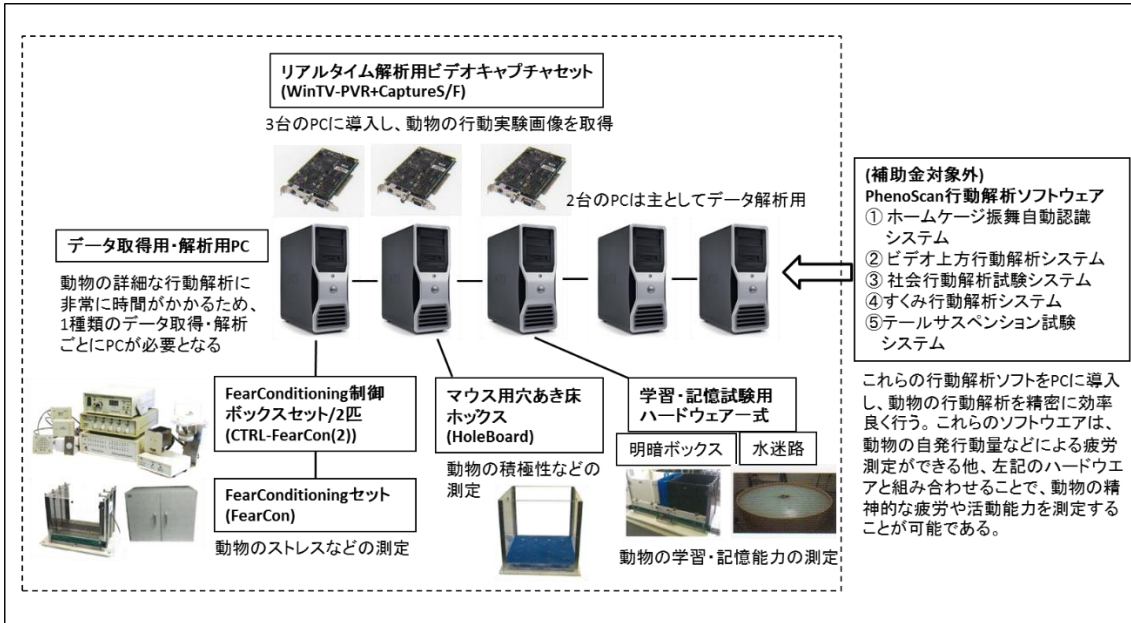 リアルタイム解析用ビデオキャプチャセット
(WinTV-PVR+CaptureS/F)
3台のPCに導入し、動物の行動実験画像を取得
2台のPCは主としてデータ解析用
データ取得用・解析用PC
動物の詳細な行動解析に
非常に時間がかかるため、
1種類のデータ取得・解析
ごとにPCが必要となる
(補助金対象外)
PhenoScan行動解析ソフトウェア
① ホームケージ振舞自動認識
システム
② ビデオ上方行動解析システム
③ 社会行動解析試験システム
④すくみ行動解析システム
⑤テールサスペンション試験
システム
これらの行動解析ソフトをPCに導入
し、動物の行動解析を精密に効率
良く行う。これらのソフトウエアは、
動物の自発行動量などによる疲労
測定ができる他、左記のハードウエ
アと組み合わせることで、動物の精
神的な疲労や活動能力を測定する
ことが可能である。
FearConditioning制御
ボックスセット/2匹
(CTRL-FearCon(2))
FearConditioningセット
(FearCon)
動物のストレスなどの測定
マウス用穴あき床
ボックス
(HoleBoard)
動物の積極性などの
測定
学習・記憶試験用
ハードウェア一式
明暗ボックス
水迷路
動物の学習・記憶能力の測定